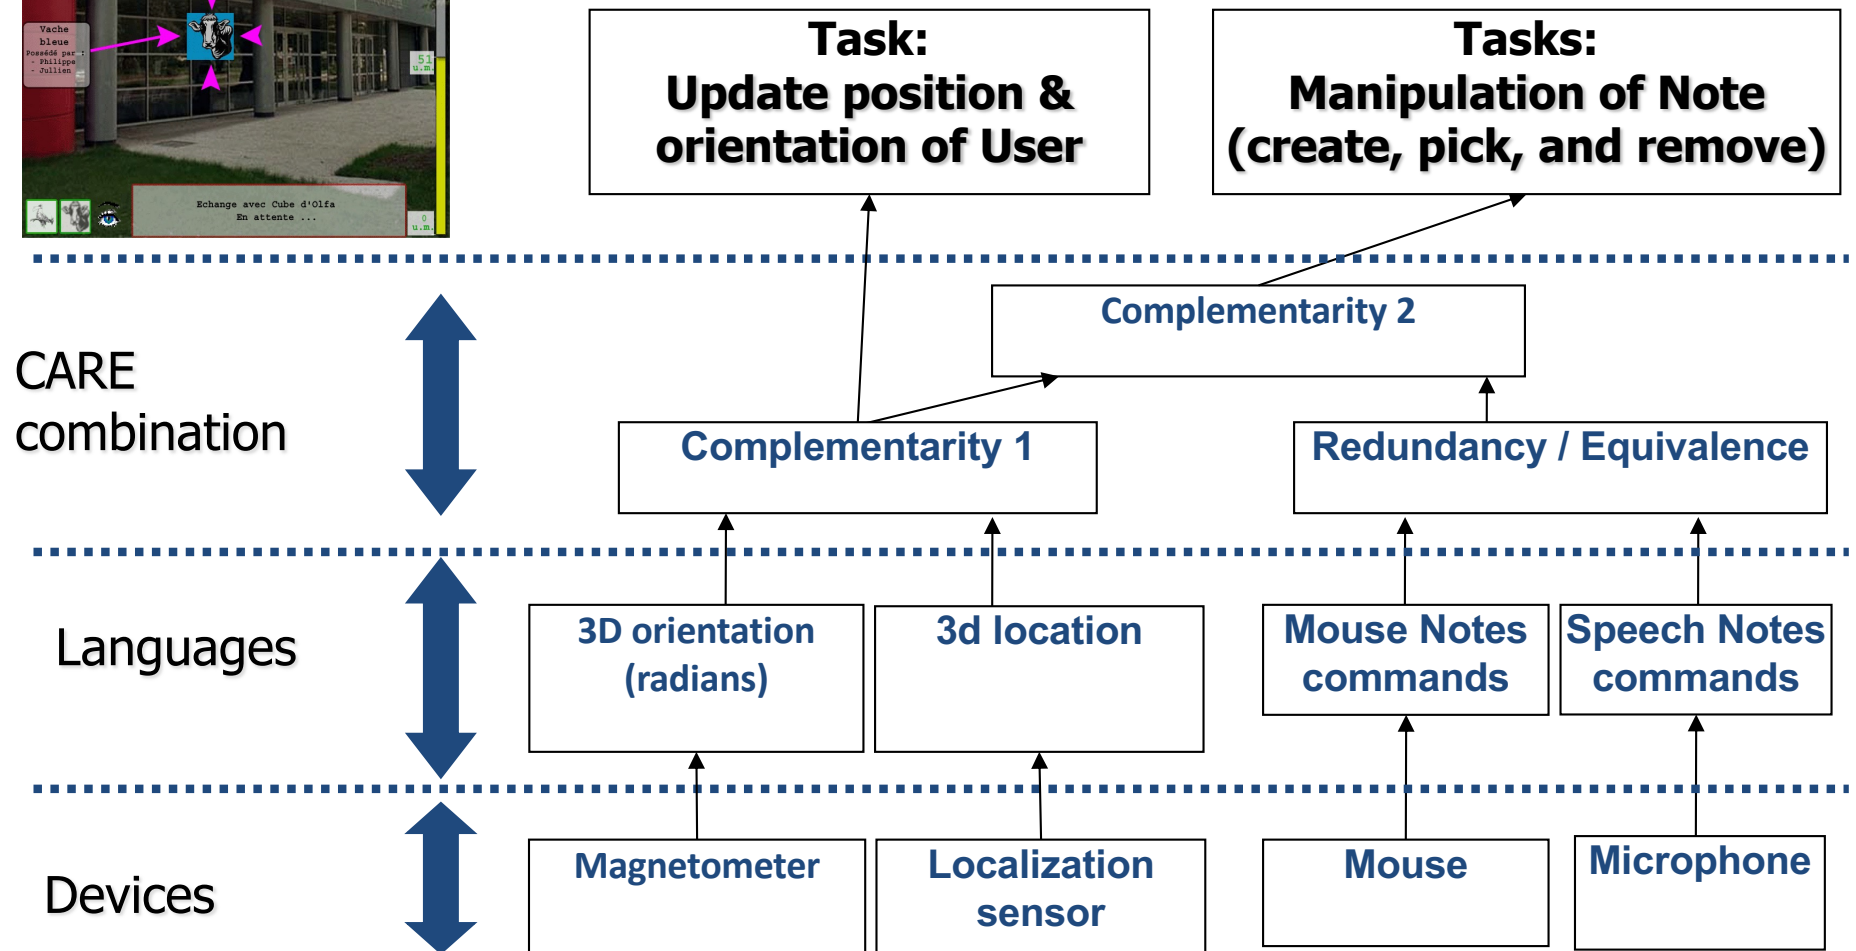 Vache
bleue
Possédé par :
- Philippe
- Jullien
51
u.m.
Echange avec Cube d'Olfa
En attente ...
0
u.m.
Task:
Update position &
orientation of User
Tasks:
Manipulation of Note
(create, pick, and remove)
CARE
combination
Complementarity 2
Complementarity 1
Redundancy / Equivalence
Languages
3D orientation
(radians)
3d location
Mouse Notes
commands
Speech Notes
commands
Devices
Magnetometer
Localization
sensor
Mouse
Microphone